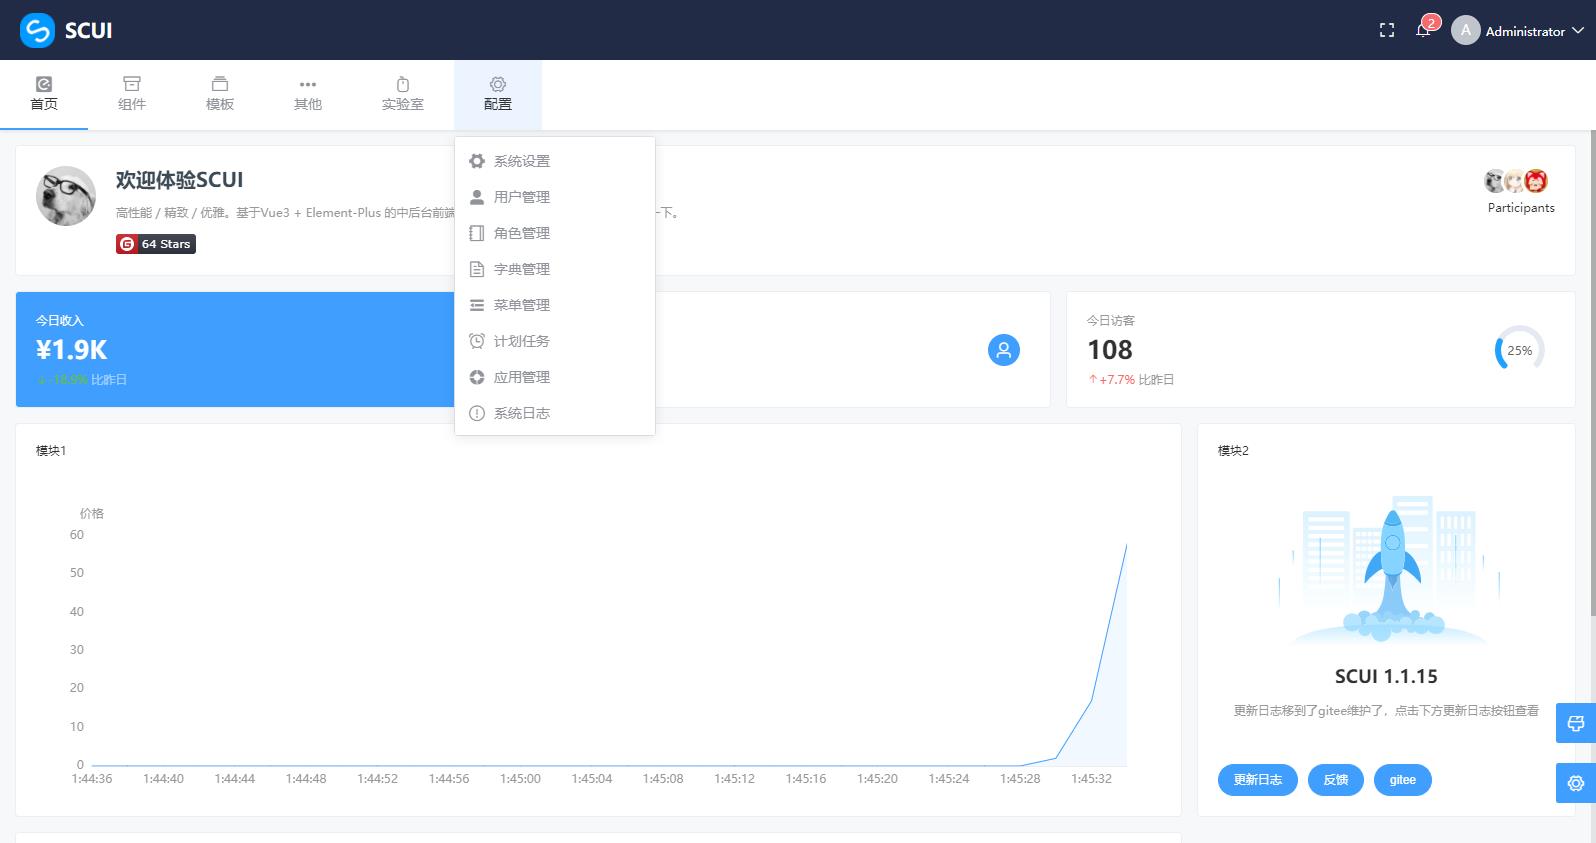 SCUI
2
A
Administrator
首页
组件
模板
其他
实验室
配置
系统设置
用户管理
角色管理
字典管理
菜单管理
计划任务
应用管理
系统日志
欢迎体验SCUI
高性能 / 精致 / 优雅。基于Vue3 + Element-Plus 的中后台前端
一下。
64 Stars
Participants
今日收入
¥1.9K
↓-18.9% 比昨日
今日访客
108
↑+7.7% 比昨日
25%
模块1
价格
60
50
40
30
20
10
0
1:44:36 1:44:40 1:44:44 1:44:48 1:44:52 1:44:56 1:45:00 1:45:04 1:45:08 1:45:12 1:45:16 1:45:20 1:45:24 1:45:28 1:45:32
模块2
SCUI 1.1.15
更新日志移到了gitee维护了，点击下方更新日志按钮查看
更新日志
反馈
gitee